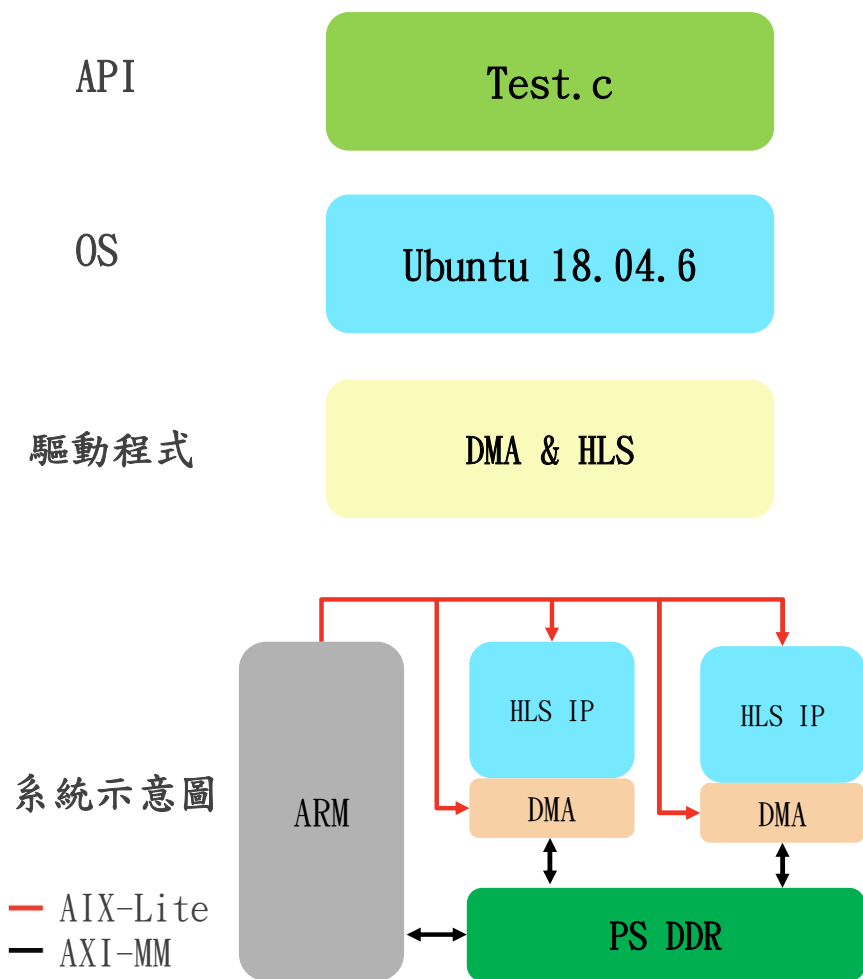 API
Test.c
OS
Ubuntu 18.04.6
驅動程式
DMA & HLS
HLS IP
HLS IP
系統示意圖
ARM
DMA
DMA
AIX-Lite
AXI-MM
PS DDR